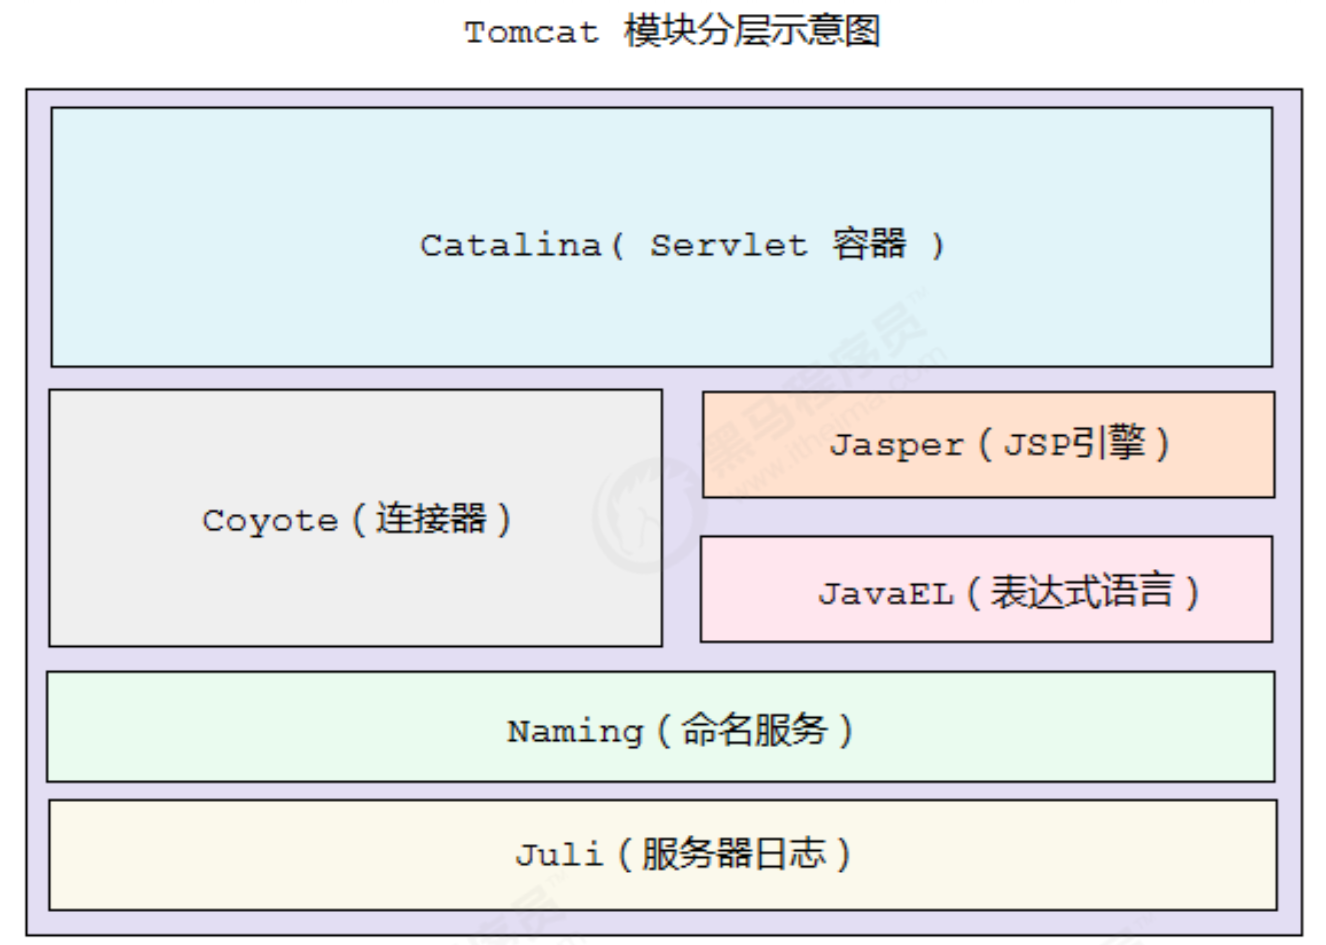 Tomcat 模块分层示意图
Catalina( Servlet 容器 )
Jasper(JSP引擎)
Coyote(连接器)
JavaEL(表达式语言)
Naming(命名服务)
Juli(服务器日志)
黑马程序员™
www.itheima.com